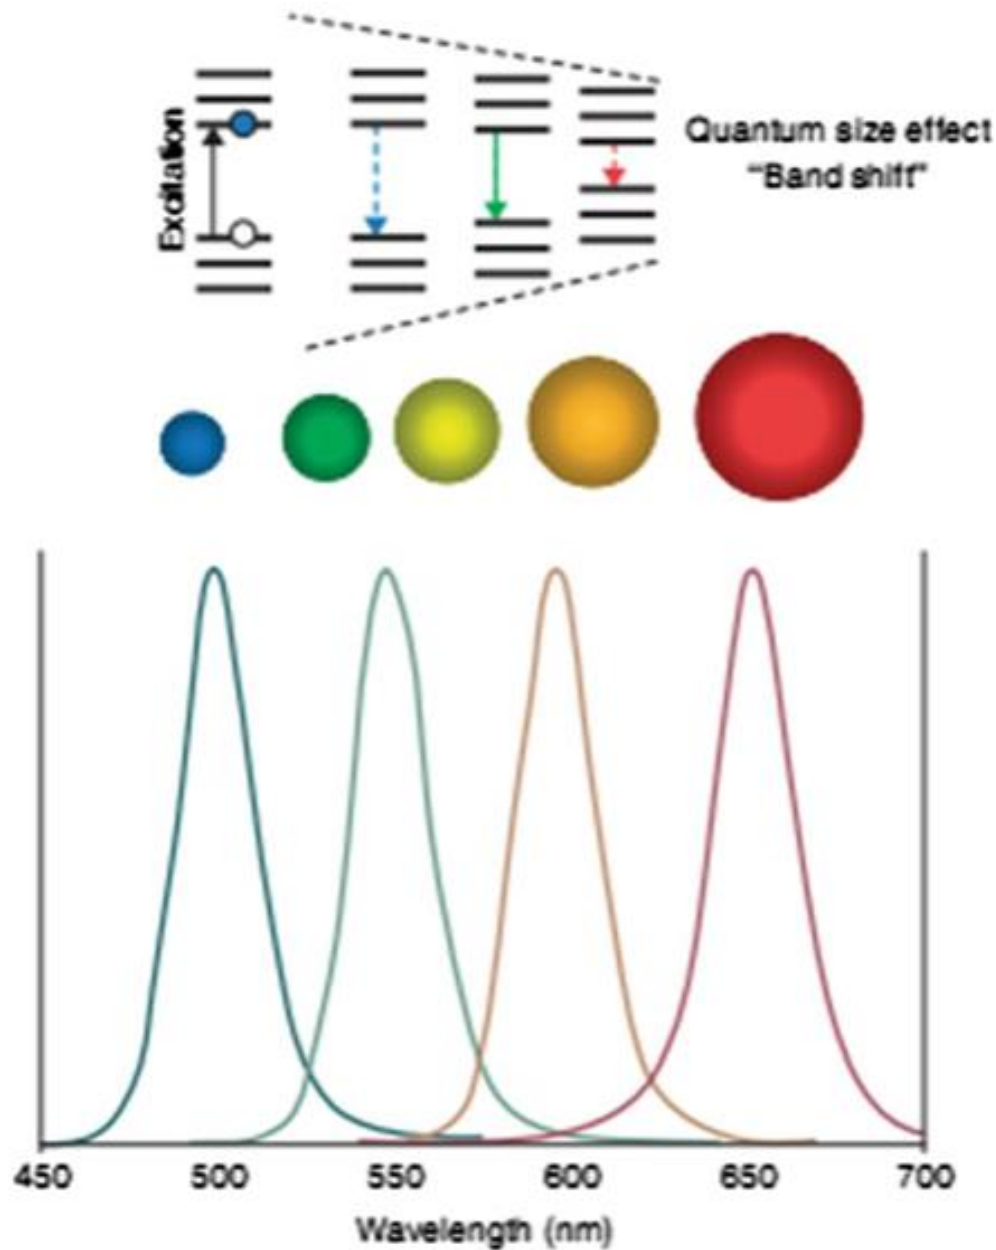 Excitation
Quantum size effect
“Band shift”
450 500 550 600 650 700
Wavelength (nm)